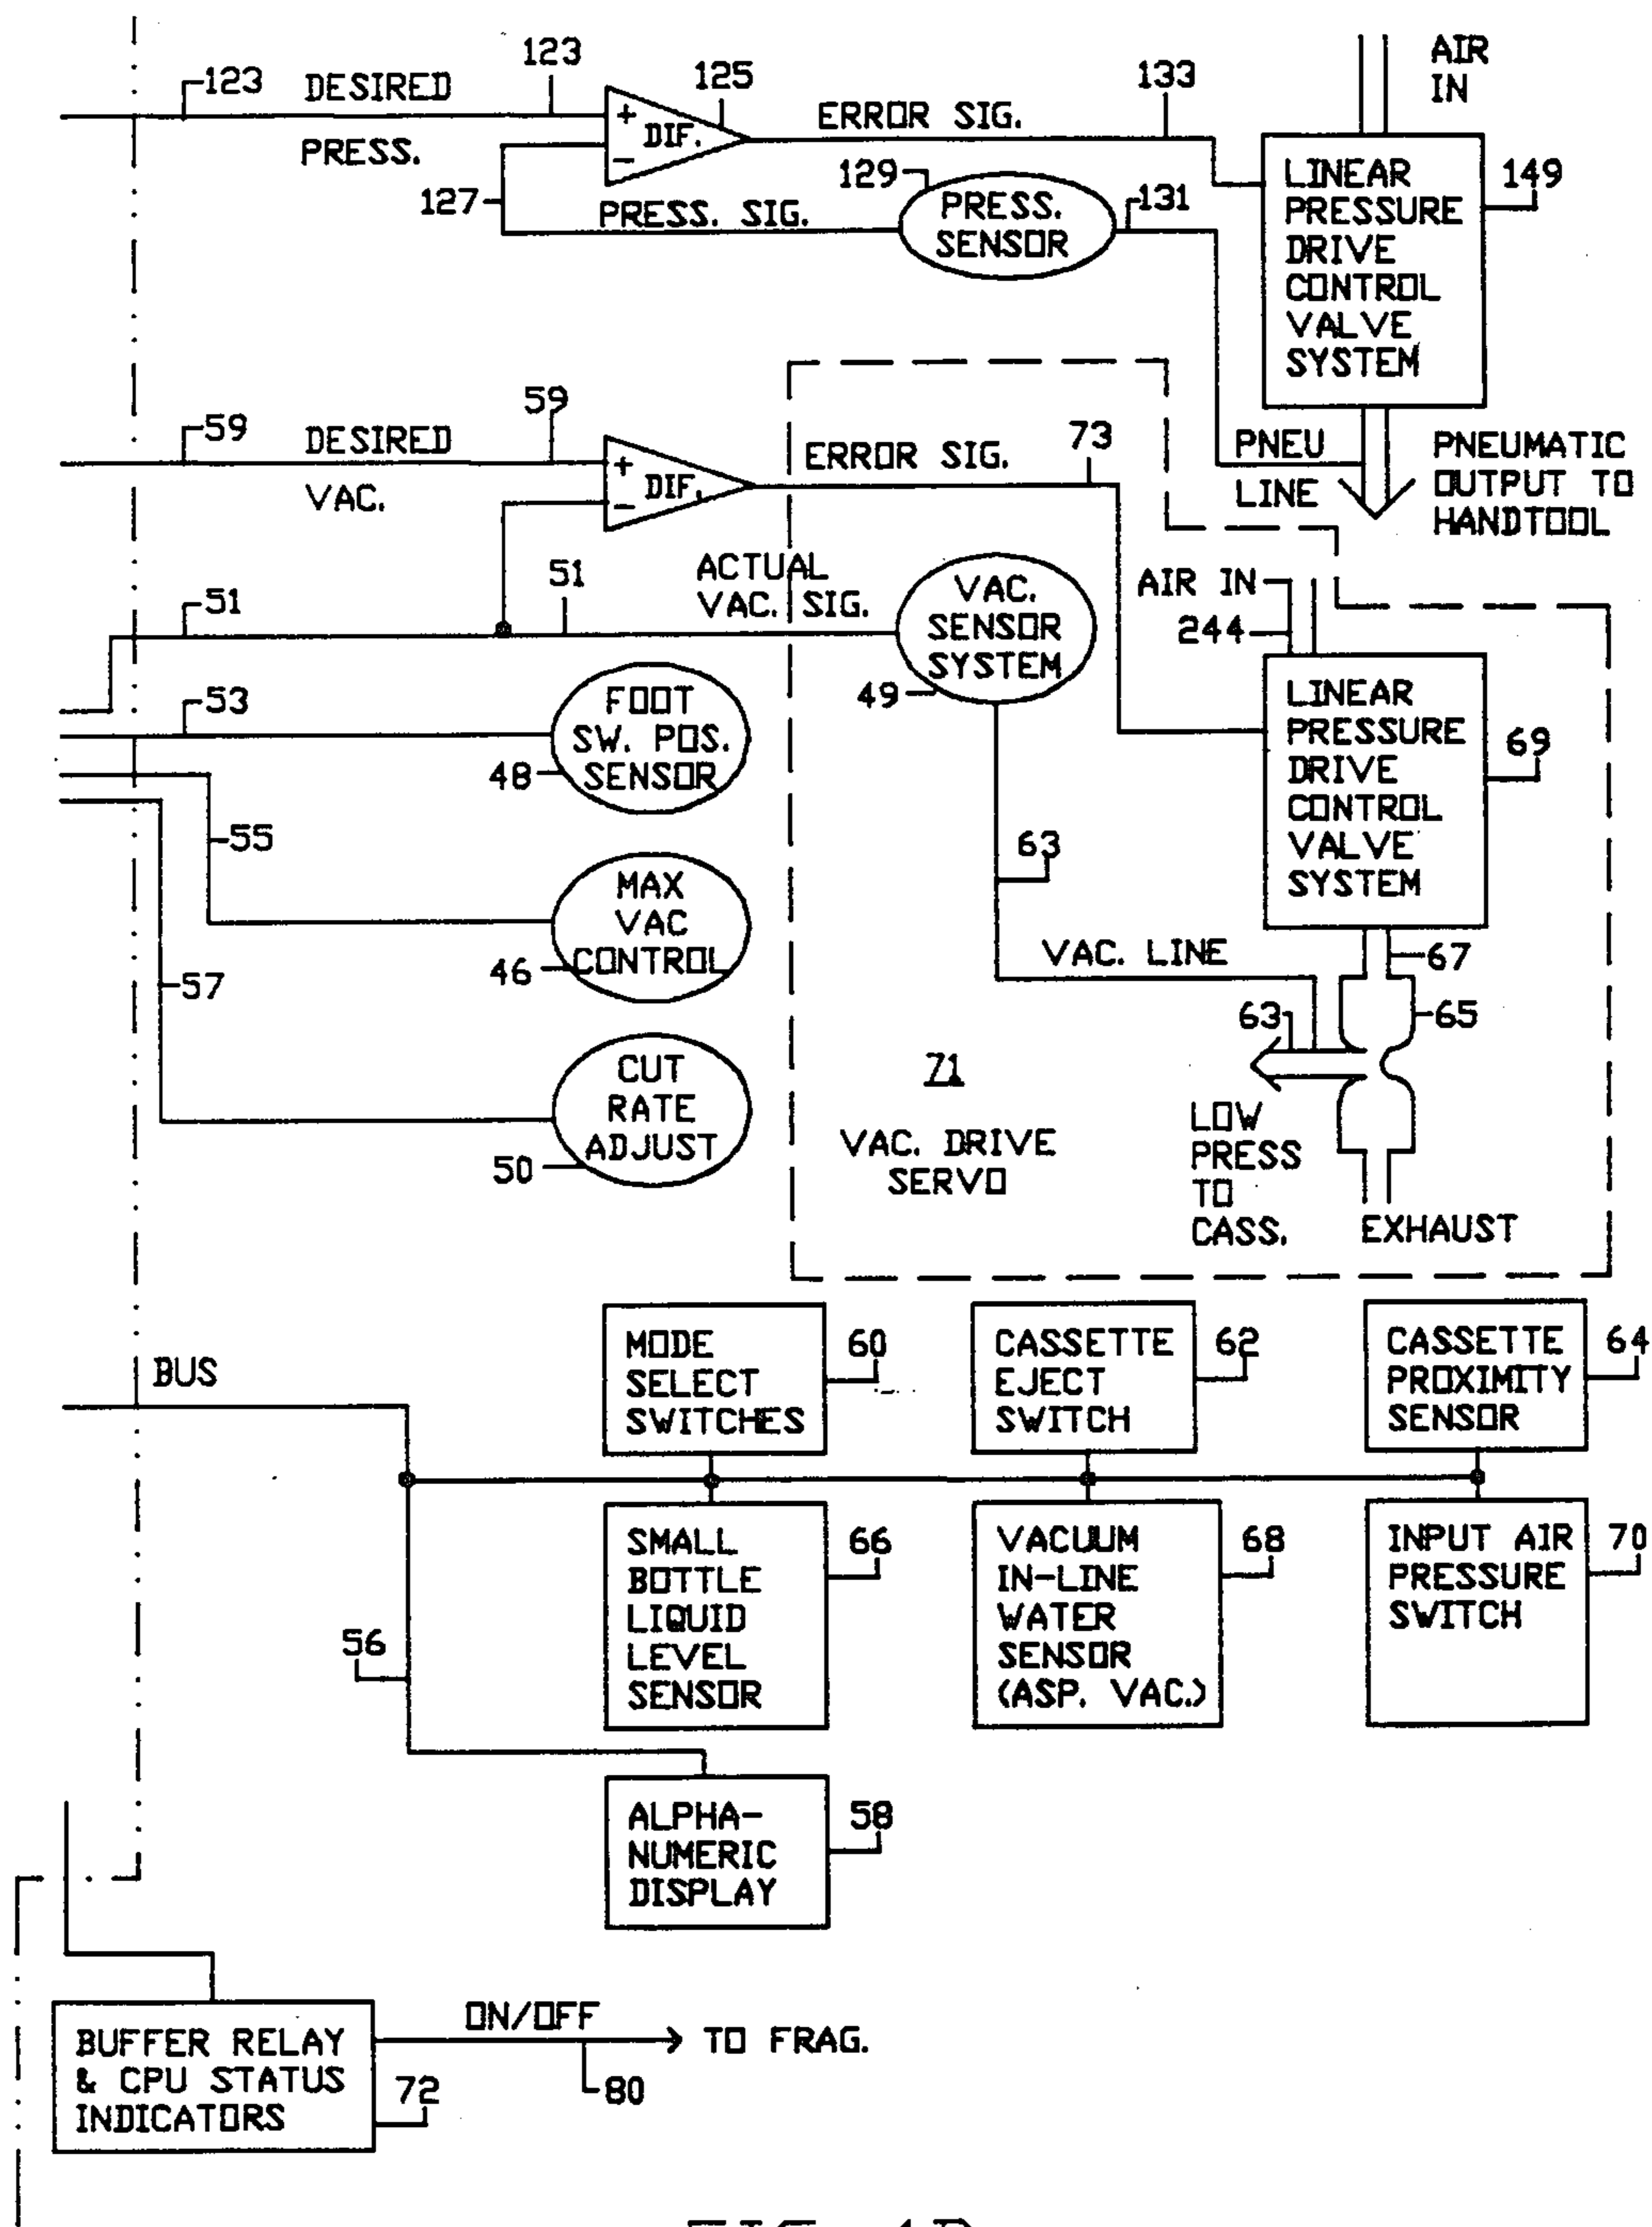 123
DESIRED
PRESS.
123
+
DIF.
−
125
ERROR SIG.
133
AIR
IN
127
PRESS. SIG.
129
PRESS.
SENSOR
131
LINEAR
PRESSURE
DRIVE
CONTROL
VALVE
SYSTEM
149
59
DESIRED
VAC.
59
+
DIF.
−
ERROR SIG.
73
PNEU
LINE
PNEUMATIC
OUTPUT TO
HANDTOOL
51
51
ACTUAL
VAC. SIG.
VAC.
SENSOR
SYSTEM
49
AIR IN
244
53
FOOT
SW. POS.
SENSOR
48
LINEAR
PRESSURE
DRIVE
CONTROL
VALVE
SYSTEM
69
55
63
MAX
VAC
CONTROL
46
VAC. LINE
67
57
63
65
CUT
RATE
ADJUST
50
71
VAC. DRIVE
SERVO
LOW
PRESS
TO
CASS.
EXHAUST
BUS
MODE
SELECT
SWITCHES
60
CASSETTE
EJECT
SWITCH
62
CASSETTE
PROXIMITY
SENSOR
64
SMALL
BOTTLE
LIQUID
LEVEL
SENSOR
66
VACUUM
IN-LINE
WATER
SENSOR
(ASP. VAC.)
68
INPUT AIR
PRESSURE
SWITCH
70
56
ALPHA-
NUMERIC
DISPLAY
58
BUFFER RELAY
& CPU STATUS
INDICATORS
72
ON/OFF
80
TO FRAG.